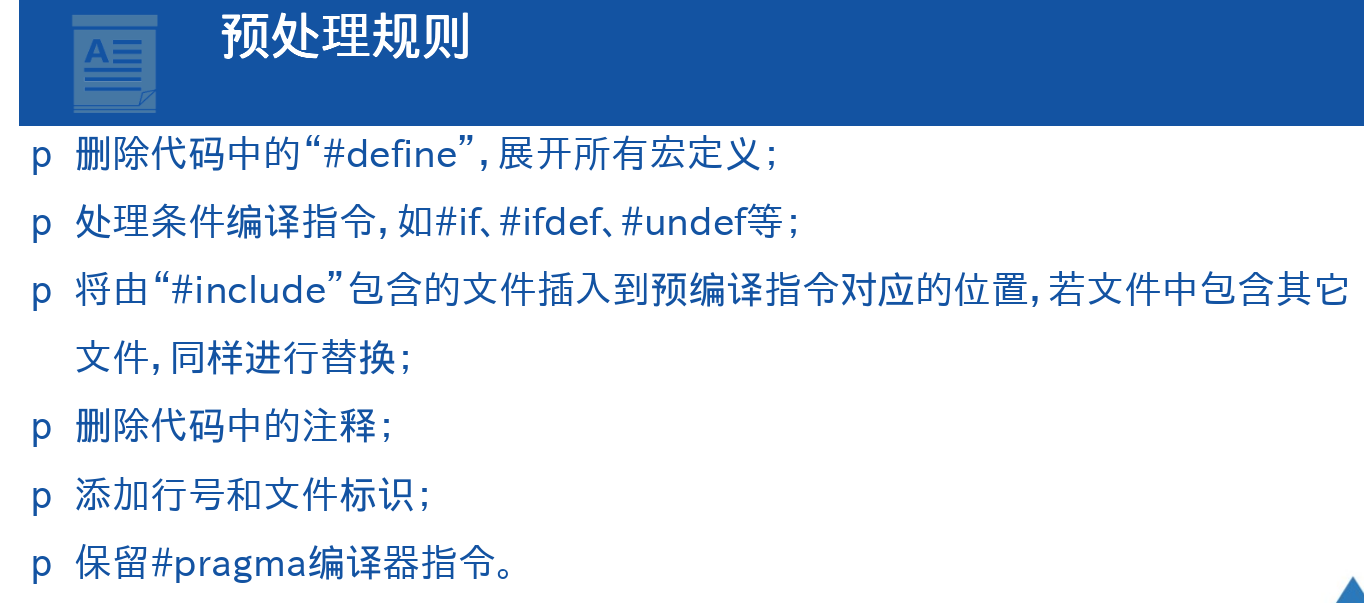 预处理规则
p 删除代码中的“#define”,展开所有宏定义;
p 处理条件编译指令,如#if、#ifdef、#undef等;
p 将由“#include”包含的文件插入到预编译指令对应的位置,若文件中包含其它
文件,同样进行替换;
p 删除代码中的注释;
p 添加行号和文件标识;
p 保留#pragma编译器指令。